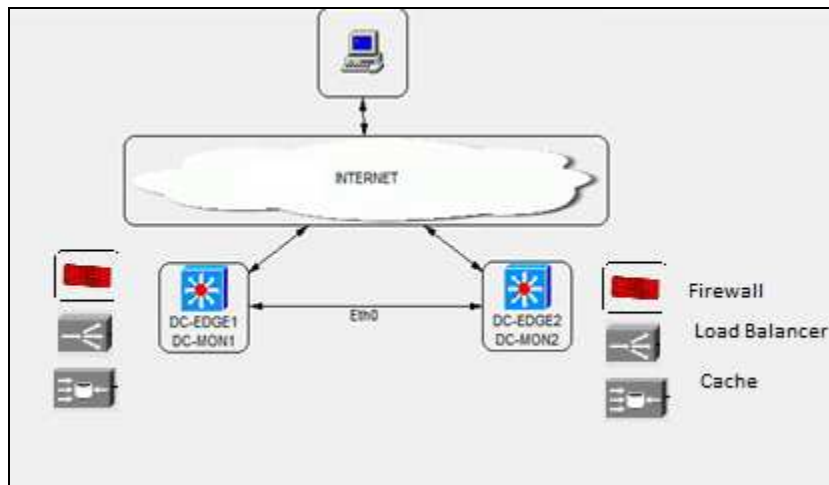 INTERNET
DC-EDGE1
DC-MON1
Eth0
DC-EDGE2
DC-MON2
Firewall
Load Balancer
Cache